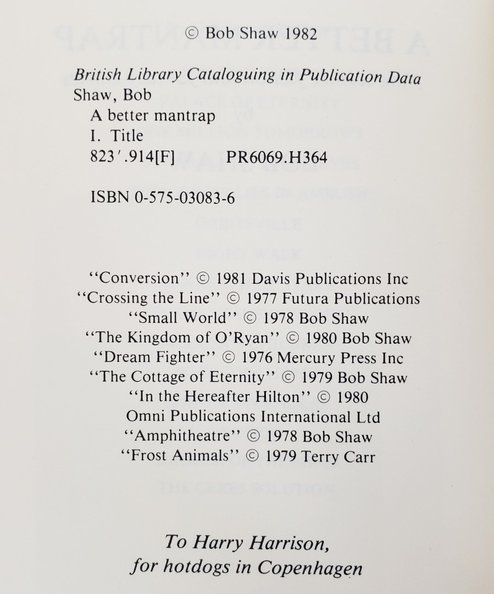 © Bob Shaw 1982
British Library Cataloguing in Publication Data
Shaw, Bob
A better mantrap
I. Title
823'.914[F] PR6069.H364
ISBN 0-575-03083-6
"Conversion" © 1981 Davis Publications Inc
"Crossing the Line" © 1977 Futura Publications
"Small World" © 1978 Bob Shaw
"The Kingdom of O'Ryan" © 1980 Bob Shaw
"Dream Fighter" © 1976 Mercury Press Inc
"The Cottage of Eternity" © 1979 Bob Shaw
"In the Hereafter Hilton" © 1980
Omni Publications International Ltd
"Amphitheatre" © 1978 Bob Shaw
"Frost Animals" © 1979 Terry Carr
To Harry Harrison,
for hotdogs in Copenhagen